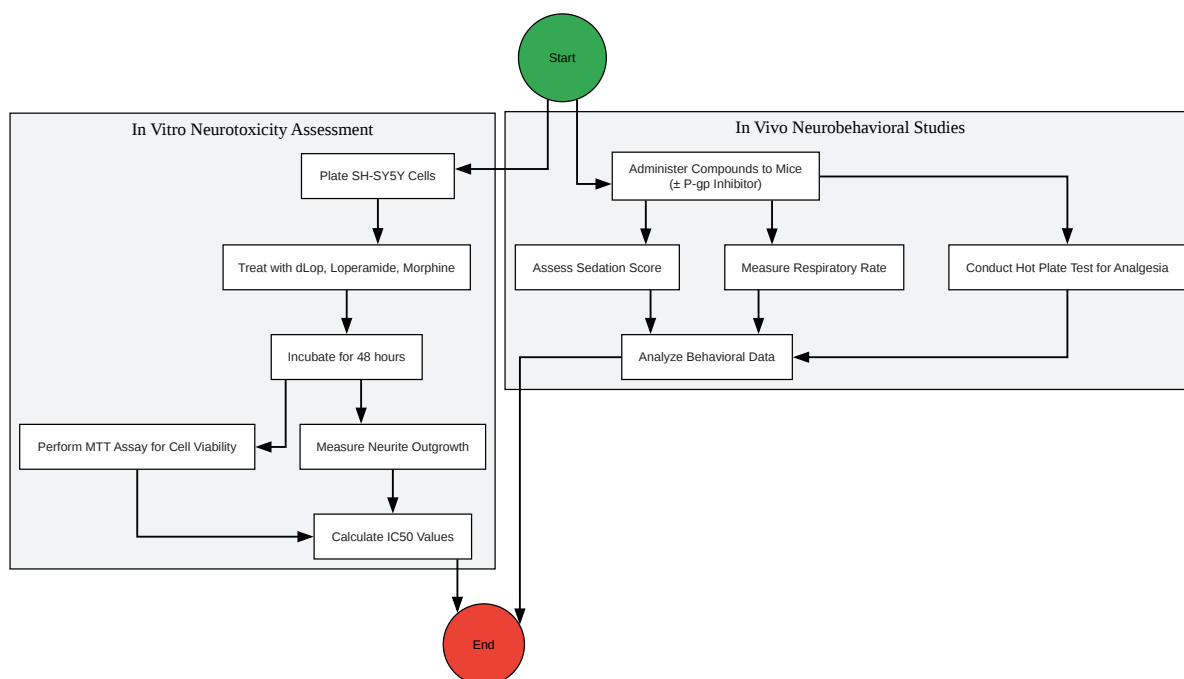 Start
In Vitro Neurotoxicity Assessment
Plate SH-SY5Y Cells
Treat with dLop, Loperamide, Morphine
Incubate for 48 hours
Perform MTT Assay for Cell Viability
Measure Neurite Outgrowth
Calculate IC50 Values
In Vivo Neurobehavioral Studies
Administer Compounds to Mice
(± P-gp Inhibitor)
Assess Sedation Score
Measure Respiratory Rate
Conduct Hot Plate Test for Analgesia
Analyze Behavioral Data
End